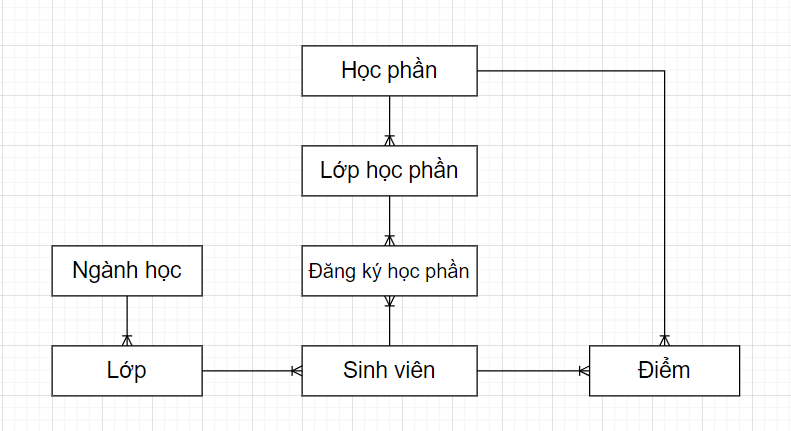 Học phần
Lớp học phần
Ngành học
Đăng ký học phần
Lớp
Sinh viên
Điểm